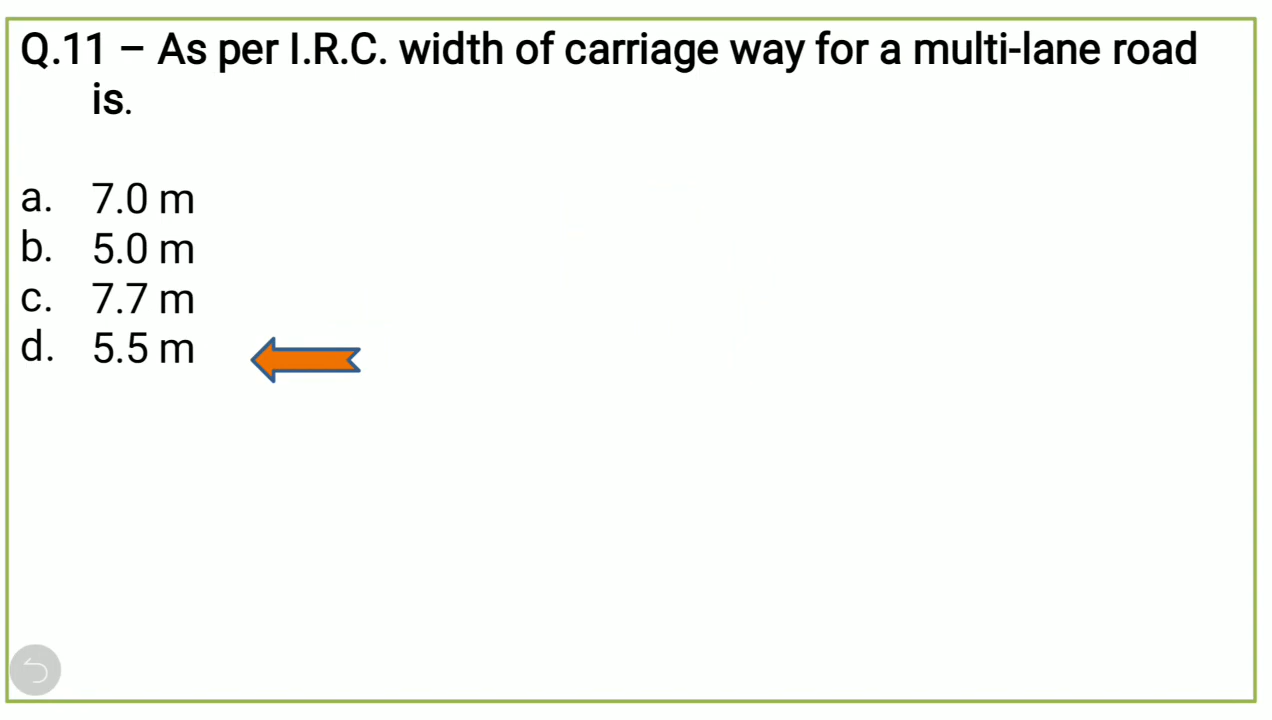 Q.11 – As per I.R.C. width of carriage way for a multi-lane road
is.
a. 7.0 m
b. 5.0 m
c. 7.7 m
d. 5.5 m